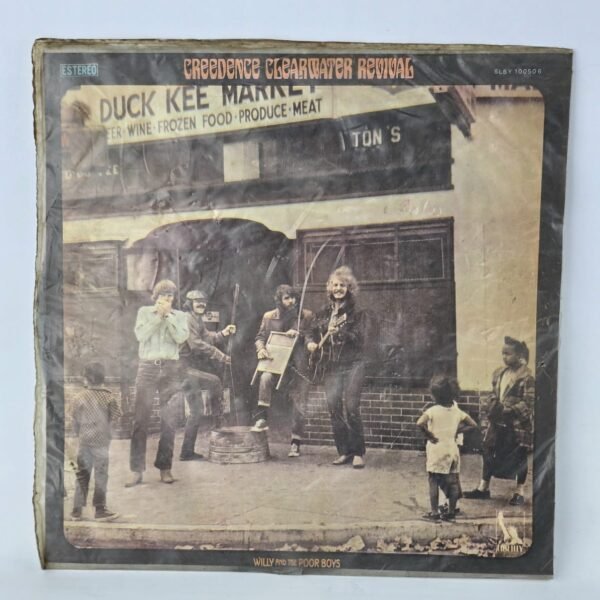 ESTEREO
CREEDENCE CLEARWATER REVIVAL
SLBY 100506
DUCK KEE MARKET
BEER · WINE · FROZEN FOOD · PRODUCE · MEAT
TON'S
WILLY AND THE POOR BOYS
LIBERTY